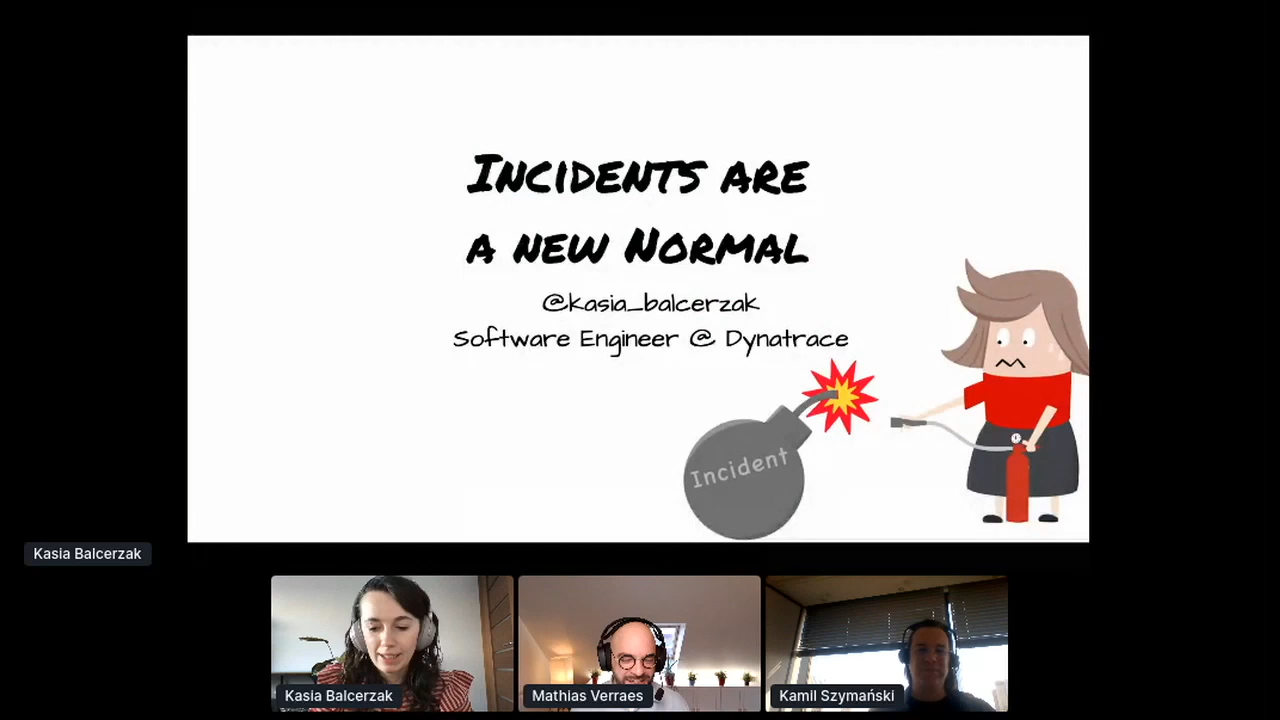 Incidents are
a new Normal
@kasia_balcerzak
Software Engineer @ Dynatrace
Incident
Kasia Balcerzak
Kasia Balcerzak
Mathias Verraes
Kamil Szymański